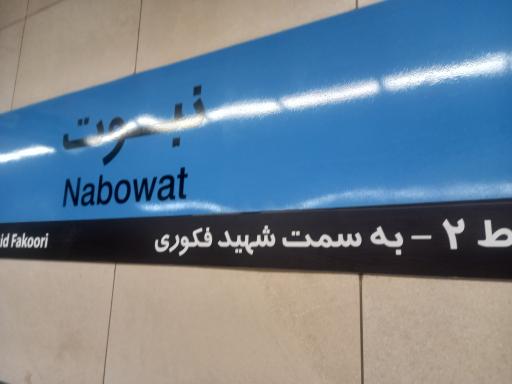 نبوت
Nabowat
ط ۲ – به سمت شهید فکوری
id Fakoori